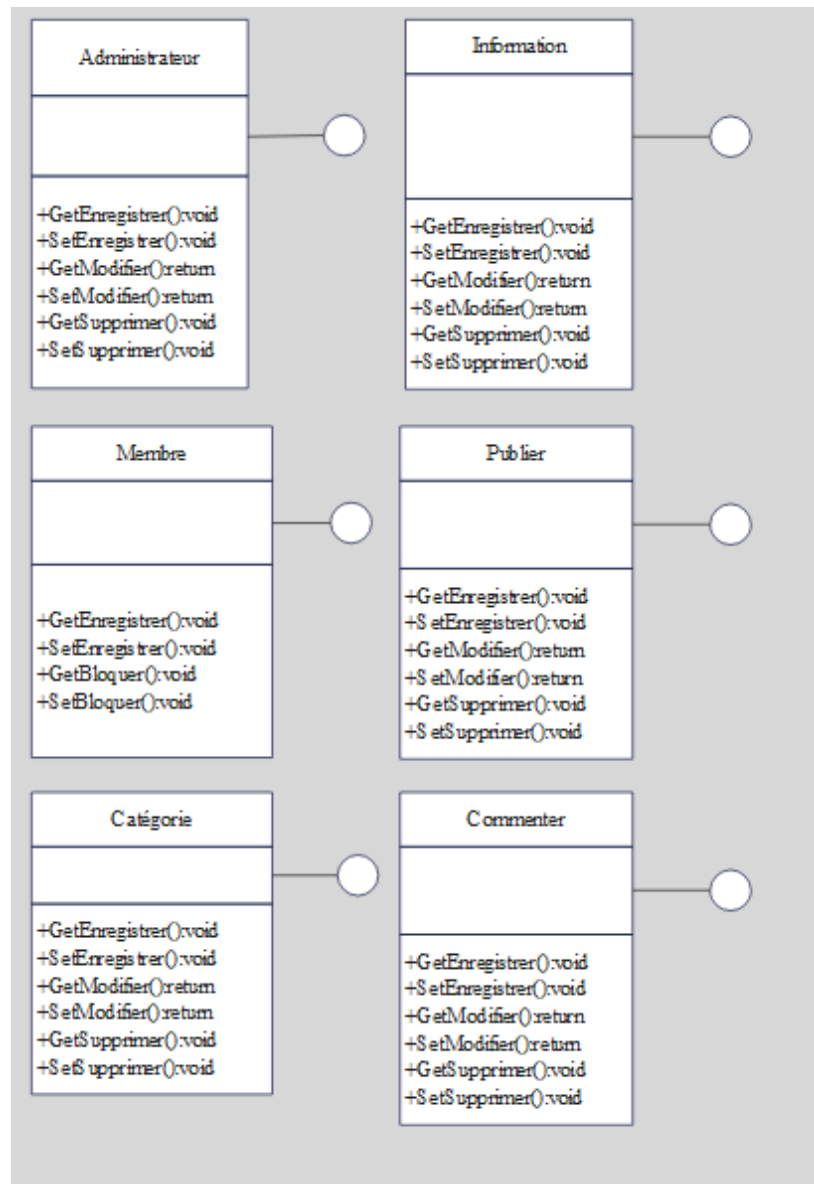 Administrateur
+GetEnregistrer():void
+SetEnregistrer():void
+GetModifier():return
+SetModifier():return
+GetSupprimer():void
+SetSupprimer():void
Information
+GetEnregistrer():void
+SetEnregistrer():void
+GetModifier():return
+SetModifier():return
+GetSupprimer():void
+SetSupprimer():void
Membre
+GetEnregistrer():void
+SetEnregistrer():void
+GetBloquer():void
+SetBloquer():void
Publier
+GetEnregistrer():void
+SetEnregistrer():void
+GetModifier():return
+SetModifier():return
+GetSupprimer():void
+SetSupprimer():void
Catégorie
+GetEnregistrer():void
+SetEnregistrer():void
+GetModifier():return
+SetModifier():return
+GetSupprimer():void
+SetSupprimer():void
Commenter
+GetEnregistrer():void
+SetEnregistrer():void
+GetModifier():return
+SetModifier():return
+GetSupprimer():void
+SetSupprimer():void